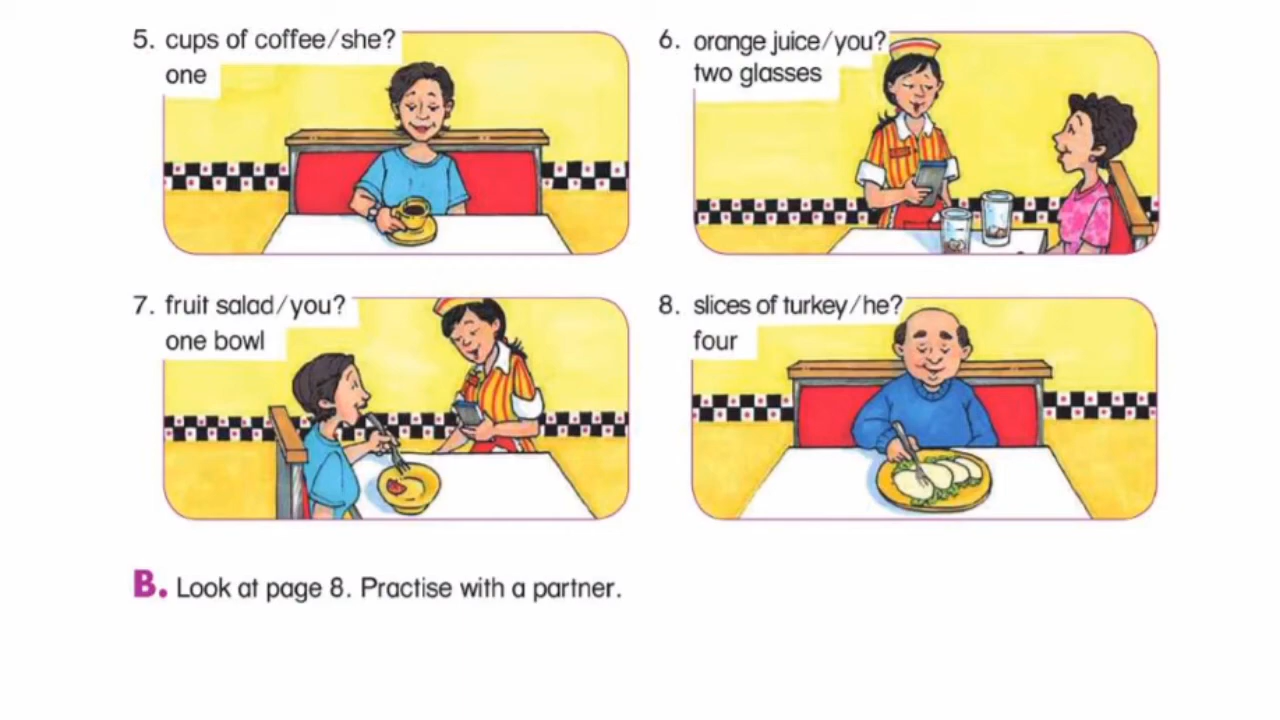 5. cups of coffee/she?
one
6. orange juice/you?
two glasses
7. fruit salad/you?
one bowl
8. slices of turkey/he?
four
B. Look at page 8. Practise with a partner.